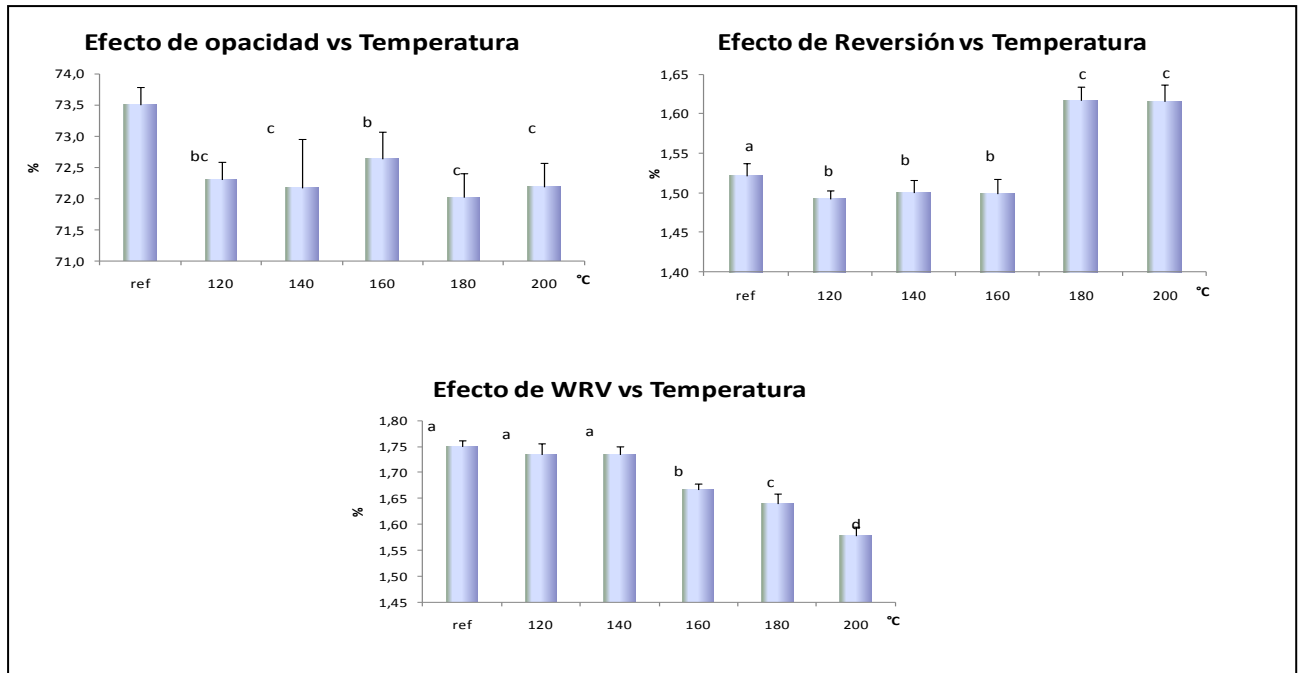 Efecto de opacidad vs Temperatura
%
74,0
73,5
73,0
72,5
72,0
71,5
71,0
bc
c
b
c
c
ref 120 140 160 180 200 °C
Efecto de Reversión vs Temperatura
%
1,65
1,60
1,55
1,50
1,45
1,40
a
b
b
b
c
c
ref 120 140 160 180 200 °C
Efecto de WRV vs Temperatura
%
1,80
1,75
1,70
1,65
1,60
1,55
1,50
1,45
a
a
a
b
c
d
ref 120 140 160 180 200 °C